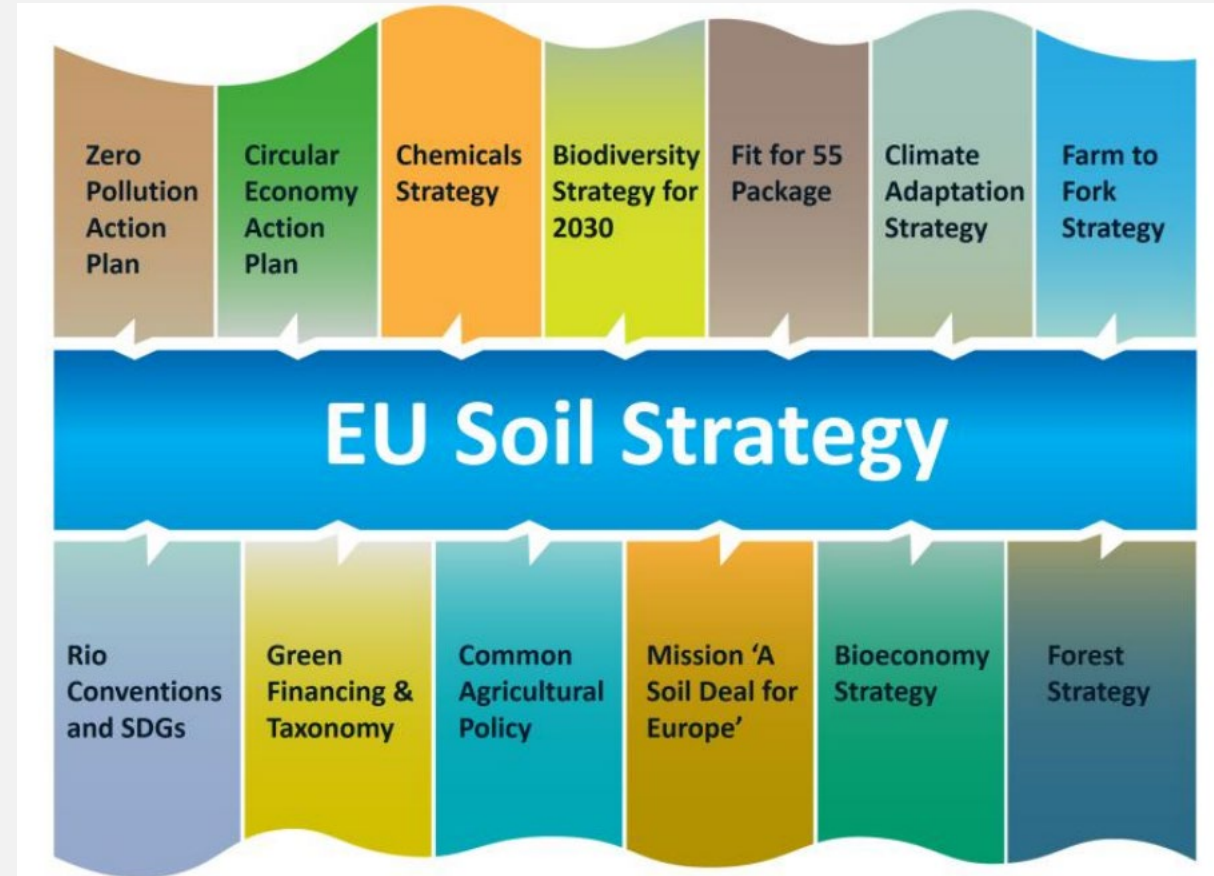 Zero
Pollution
Action
Plan
Circular
Economy
Action
Plan
Chemicals
Strategy
Biodiversity
Strategy for
2030
Fit for 55
Package
Climate
Adaptation
Strategy
Farm to
Fork
Strategy
EU Soil Strategy
Rio
Conventions
and SDGs
Green
Financing &
Taxonomy
Common
Agricultural
Policy
Mission ‘A
Soil Deal for
Europe’
Bioeconomy
Strategy
Forest
Strategy